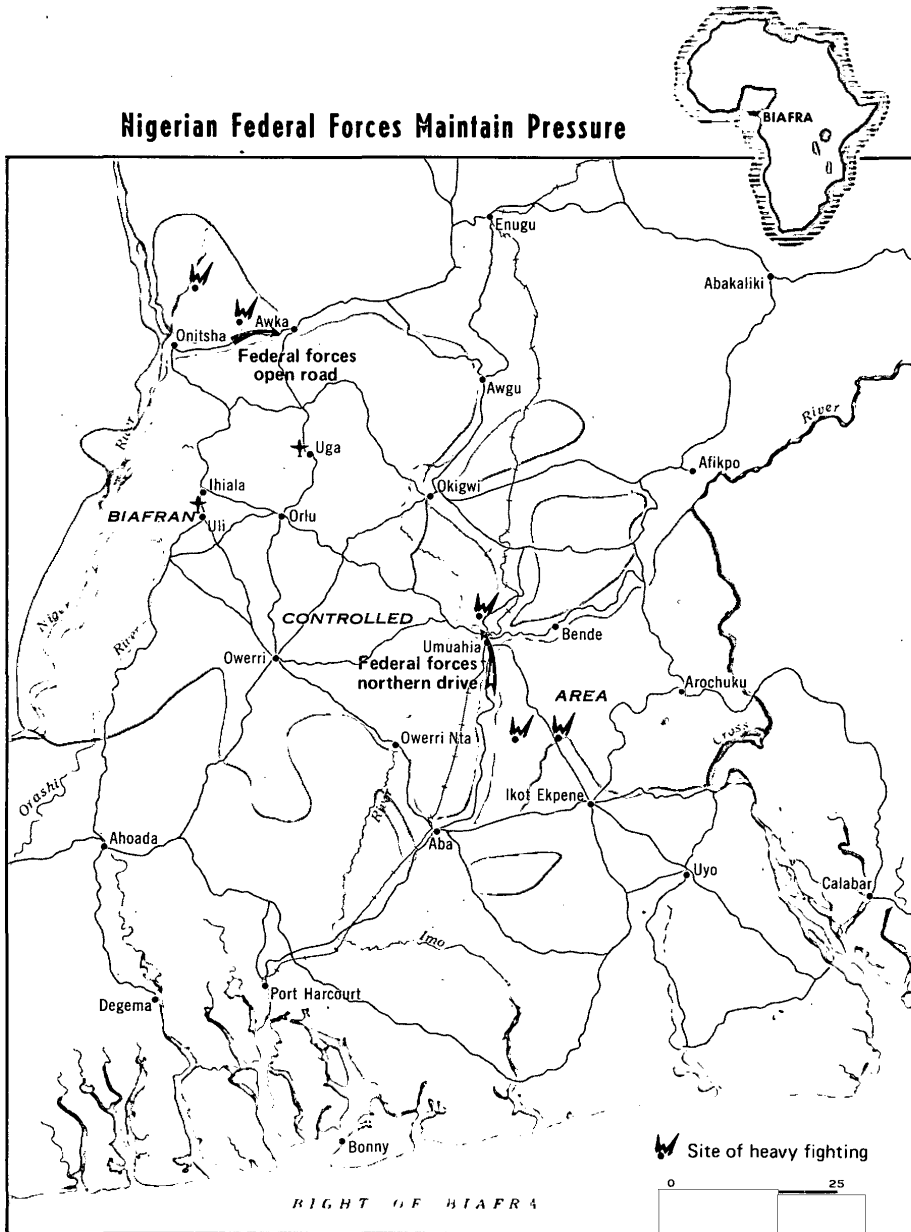 BIAFRA
Nigerian Federal Forces Maintain Pressure
Enugu
Abakaliki
Awka
Onitsha
Federal forces
open road
Awgu
River
River
Uga
Afikpo
Ihiala
Okigwi
BIAFRAN
Uli
Orlu
Niger
River
CONTROLLED
Bende
Umuahia
Owerri
Federal forces
northern drive
AREA
Arochuku
Cross
Owerri Nta
Orashi
River
Ikot Ekpene
Ahoada
Aba
Uyo
Calabar
Imo
Degema
Port Harcourt
Bonny
Site of heavy fighting
BIGHT OF BIAFRA
0 25